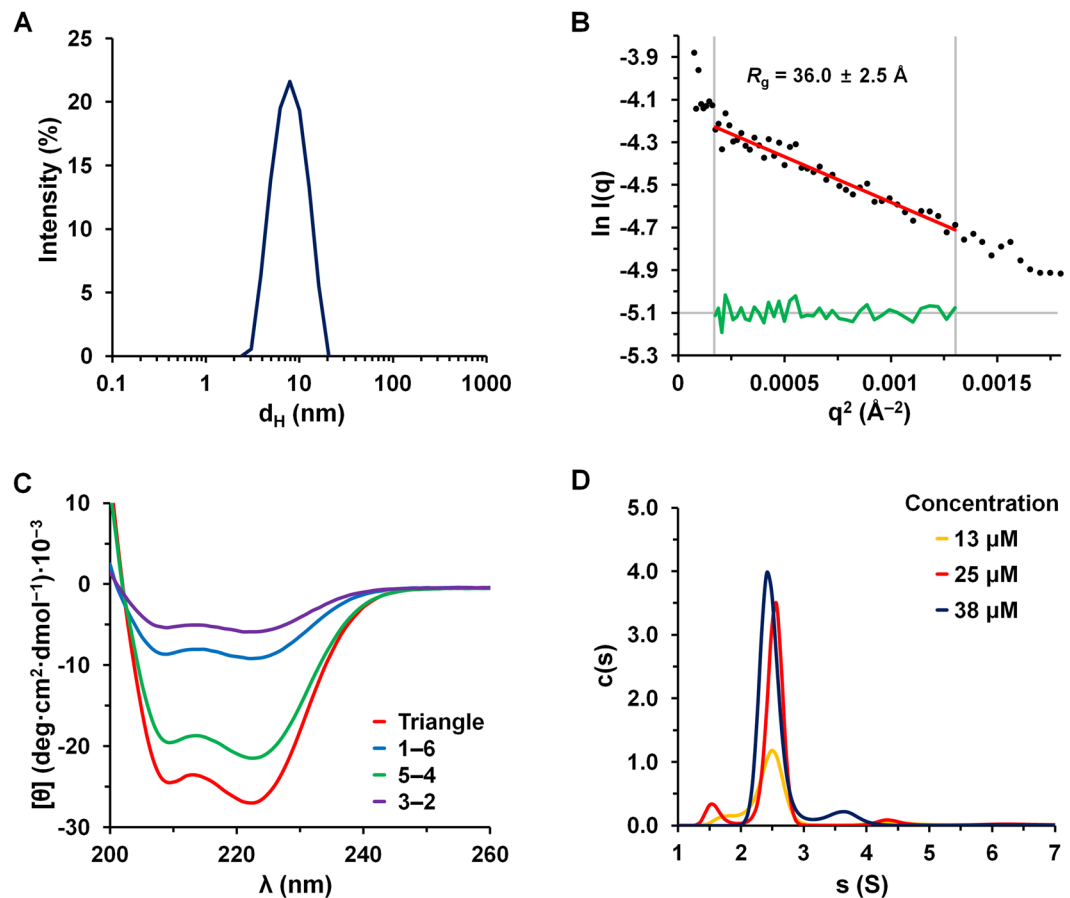 A
Intensity (%)
25
20
15
10
5
0
0.1 1 10 100 1000
d_H (nm)
B
ln I(q)
R_g = 36.0 ± 2.5 Å
-3.9
-4.1
-4.3
-4.5
-4.7
-4.9
-5.1
-5.3
0 0.0005 0.001 0.0015
q² (Å⁻²)
C
[θ] (deg·cm²·dmol⁻¹)·10⁻³
10
0
-10
-20
-30
Triangle
1–6
5–4
3–2
200 220 240 260
λ (nm)
D
c(s)
Concentration
13 µM
25 µM
38 µM
5.0
4.0
3.0
2.0
1.0
0.0
1 2 3 4 5 6 7
s (S)